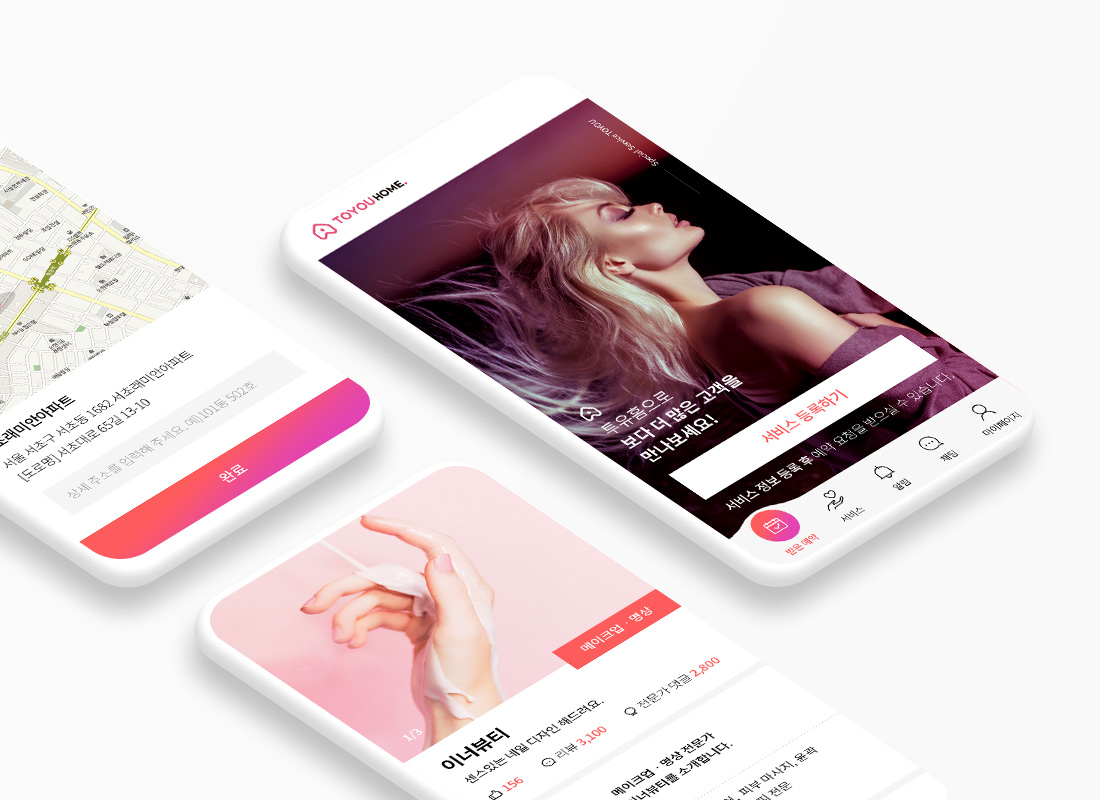 TOYOUHOME.
Special Service TOYOU
투유홈으로
보다 더 많은 고객을
만나보세요!
서비스 등록하기
서비스 정보 등록 후 예약 요청을 받으실 수 있습니다.
받은 예약
서비스
알림
채팅
마이페이지
초래미안아파트
서울 서초구 서초동 1682 서초래미안아파트
[도로명] 서초대로 65길 13-10
상세 주소를 입력해 주세요. 예)101동 502호
완료
메이크업 · 명상
1/3
이너뷰티
센스있는 네일 디자인 해드려요.
156
리뷰 3,100
전문가 댓글 2,800
메이크업 · 명상 전문가
이너뷰티를 소개합니다.
피부 마사지, 윤곽
전문